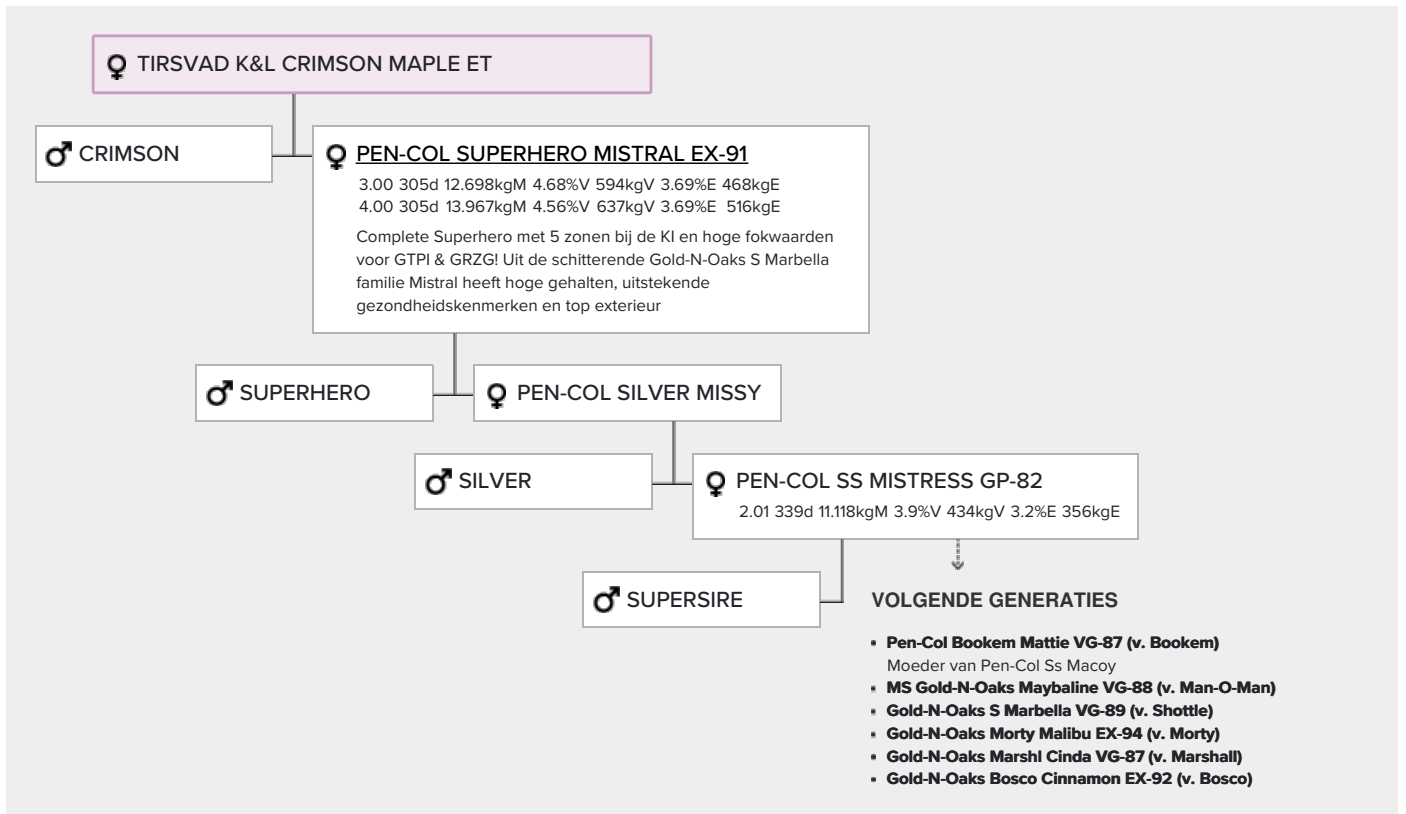 TIRSVAD K&L CRIMSON MAPLE ET
CRIMSON
PEN-COL SUPERHERO MISTRAL EX-91
3.00 305d 12.698kgM 4.68%V 594kgV 3.69%E 468kgE
4.00 305d 13.967kgM 4.56%V 637kgV 3.69%E 516kgE
Complete Superhero met 5 zonen bij de KI en hoge fokwaarden
voor GTPI & GRZG! Uit de schitterende Gold-N-Oaks S Marbella
familie Mistral heeft hoge gehalten, uitstekende
gezondheidskenmerken en top exterieur
SUPERHERO
PEN-COL SILVER MISSY
SILVER
PEN-COL SS MISTRESS GP-82
2.01 339d 11.118kgM 3.9%V 434kgV 3.2%E 356kgE
SUPERSIRE
VOLGENDE GENERATIES
Pen-Col Bookem Mattie VG-87 (v. Bookem)
Moeder van Pen-Col Ss Macoy
MS Gold-N-Oaks Maybaline VG-88 (v. Man-O-Man)
Gold-N-Oaks S Marbella VG-89 (v. Shottle)
Gold-N-Oaks Morty Malibu EX-94 (v. Morty)
Gold-N-Oaks Marshl Cinda VG-87 (v. Marshall)
Gold-N-Oaks Bosco Cinnamon EX-92 (v. Bosco)